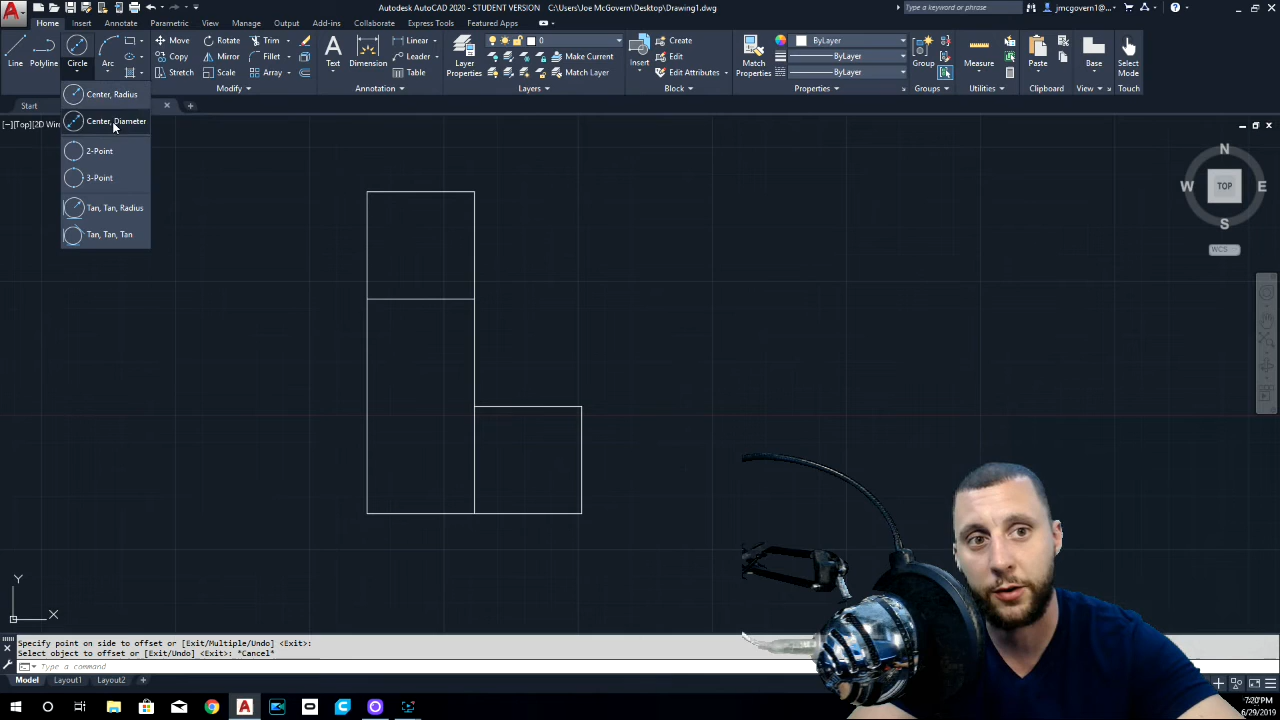 Autodesk AutoCAD 2020 - STUDENT VERSION C:\Users\Joe McGovern\Desktop\Drawing1.dwg
Type a keyword or phrase
jmcgovern1@...
Home Insert Annotate Parametric View Manage Output Add-ins Collaborate Express Tools Featured Apps
Line Polyline Circle Arc
Move Rotate Trim
Copy Mirror Fillet
Stretch Scale Array
Modify
Text Dimension
Linear
Leader
Table
Annotation
Layer Properties
0
Make Current
Match Layer
Layers
Insert
Create
Edit
Edit Attributes
Block
Match Properties
ByLayer
ByLayer
ByLayer
Properties
Group
Groups
Measure
Utilities
Paste
Clipboard
Base
View
Select Mode
Touch
Start
Center, Radius
Center, Diameter
2-Point
3-Point
Tan, Tan, Radius
Tan, Tan, Tan
[−][Top][2D Wir
N
W TOP E
S
WCS
Y
X
Specify point on side to offset or [Exit/Multiple/Undo] <Exit>:
Select object to offset or [Exit/Undo] <Exit>: *Cancel*
Type a command
Model Layout1 Layout2
7:20 PM
6/29/2019